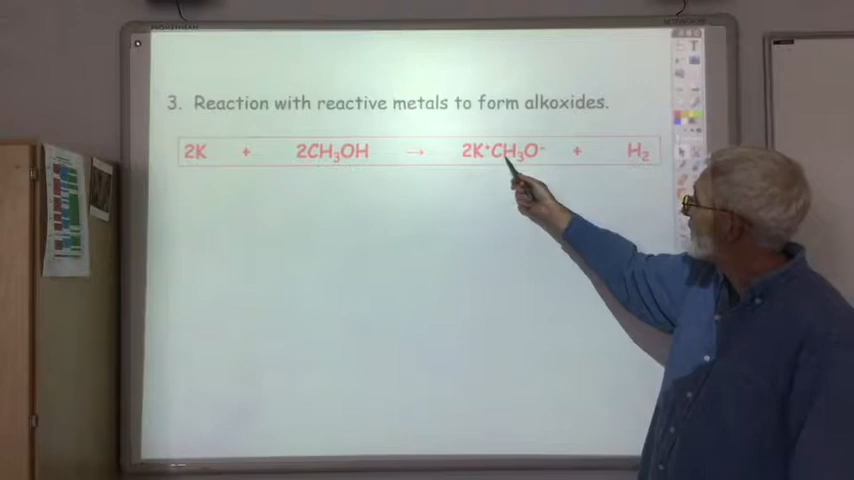 3. Reaction with reactive metals to form alkoxides.
2K + 2CH₃OH → 2K⁺CH₃O⁻ + H₂